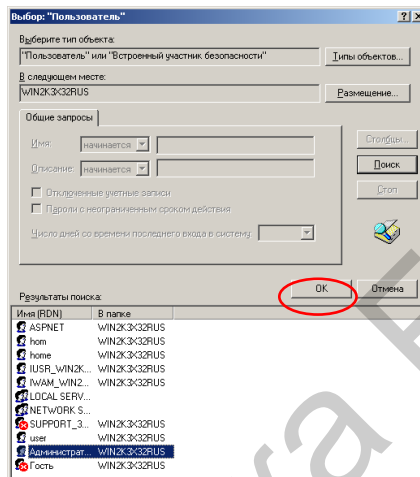 Выбор: "Пользователь"
Выберите тип объекта:
"Пользователь" или "Встроенный участник безопасности"
Типы объектов...
В следующем месте:
WIN2K3X32RUS
Размещение...
Общие запросы
Имя: начинается
Столбцы...
Описание: начинается
Поиск
Отключенные учетные записи
Стоп
Пароли с неограниченным сроком действия
Число дней со времени последнего входа в систему:
OK
Отмена
Результаты поиска:
Имя (RDN) В папке
ASPNET WIN2K3X32RUS
hom WIN2K3X32RUS
home WIN2K3X32RUS
IUSR_WIN2K... WIN2K3X32RUS
IWAM_WIN2... WIN2K3X32RUS
LOCAL SERV...
NETWORK S...
SUPPORT_3... WIN2K3X32RUS
user WIN2K3X32RUS
Администрат... WIN2K3X32RUS
Гость WIN2K3X32RUS